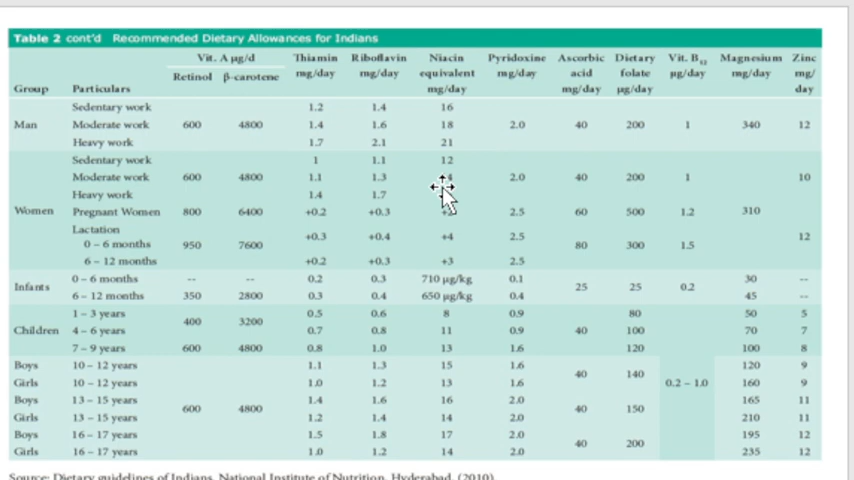 Table 2 cont'd Recommended Dietary Allowances for Indians
Group Particulars Vit. A µg/d Retinol β-carotene Thiamin mg/day Riboflavin mg/day Niacin equivalent mg/day Pyridoxine mg/day Ascorbic acid mg/day Dietary folate µg/day Vit. B12 µg/day Magnesium mg/day Zinc mg/ day
Sedentary work 1.2 1.4 16
Man Moderate work 600 4800 1.4 1.6 18 2.0 40 200 1 340 12
Heavy work 1.7 2.1 21
Sedentary work 1 1.1 12
Moderate work 600 4800 1.1 1.3 2.0 40 200 1 10
Heavy work 1.4 1.7
Women Pregnant Women 800 6400 +0.2 +0.3 2.5 60 500 1.2 310
Lactation 12
0 – 6 months 950 7600 +0.3 +0.4 +4 2.5 80 300 1.5
6 – 12 months +0.2 +0.3 +3 2.5
Infants 0 – 6 months -- -- 0.2 0.3 710 µg/kg 0.1 25 25 0.2 30 --
6 – 12 months 350 2800 0.3 0.4 650 µg/kg 0.4 45 --
1 – 3 years 400 3200 0.5 0.6 8 0.9 80 50 5
Children 4 – 6 years 0.7 0.8 11 0.9 40 100 70 7
7 – 9 years 600 4800 0.8 1.0 13 1.6 120 100 8
Boys 10 – 12 years 1.1 1.3 15 1.6 40 140 120 9
Girls 10 – 12 years 1.0 1.2 13 1.6 0.2 – 1.0 160 9
Boys 13 – 15 years 600 4800 1.4 1.6 16 2.0 40 150 165 11
Girls 13 – 15 years 1.2 1.4 14 2.0 210 11
Boys 16 – 17 years 1.5 1.8 17 2.0 40 200 195 12
Girls 16 – 17 years 1.0 1.2 14 2.0 235 12
Source: Dietary guidelines of Indians, National Institute of Nutrition, Hyderabad, (2010)